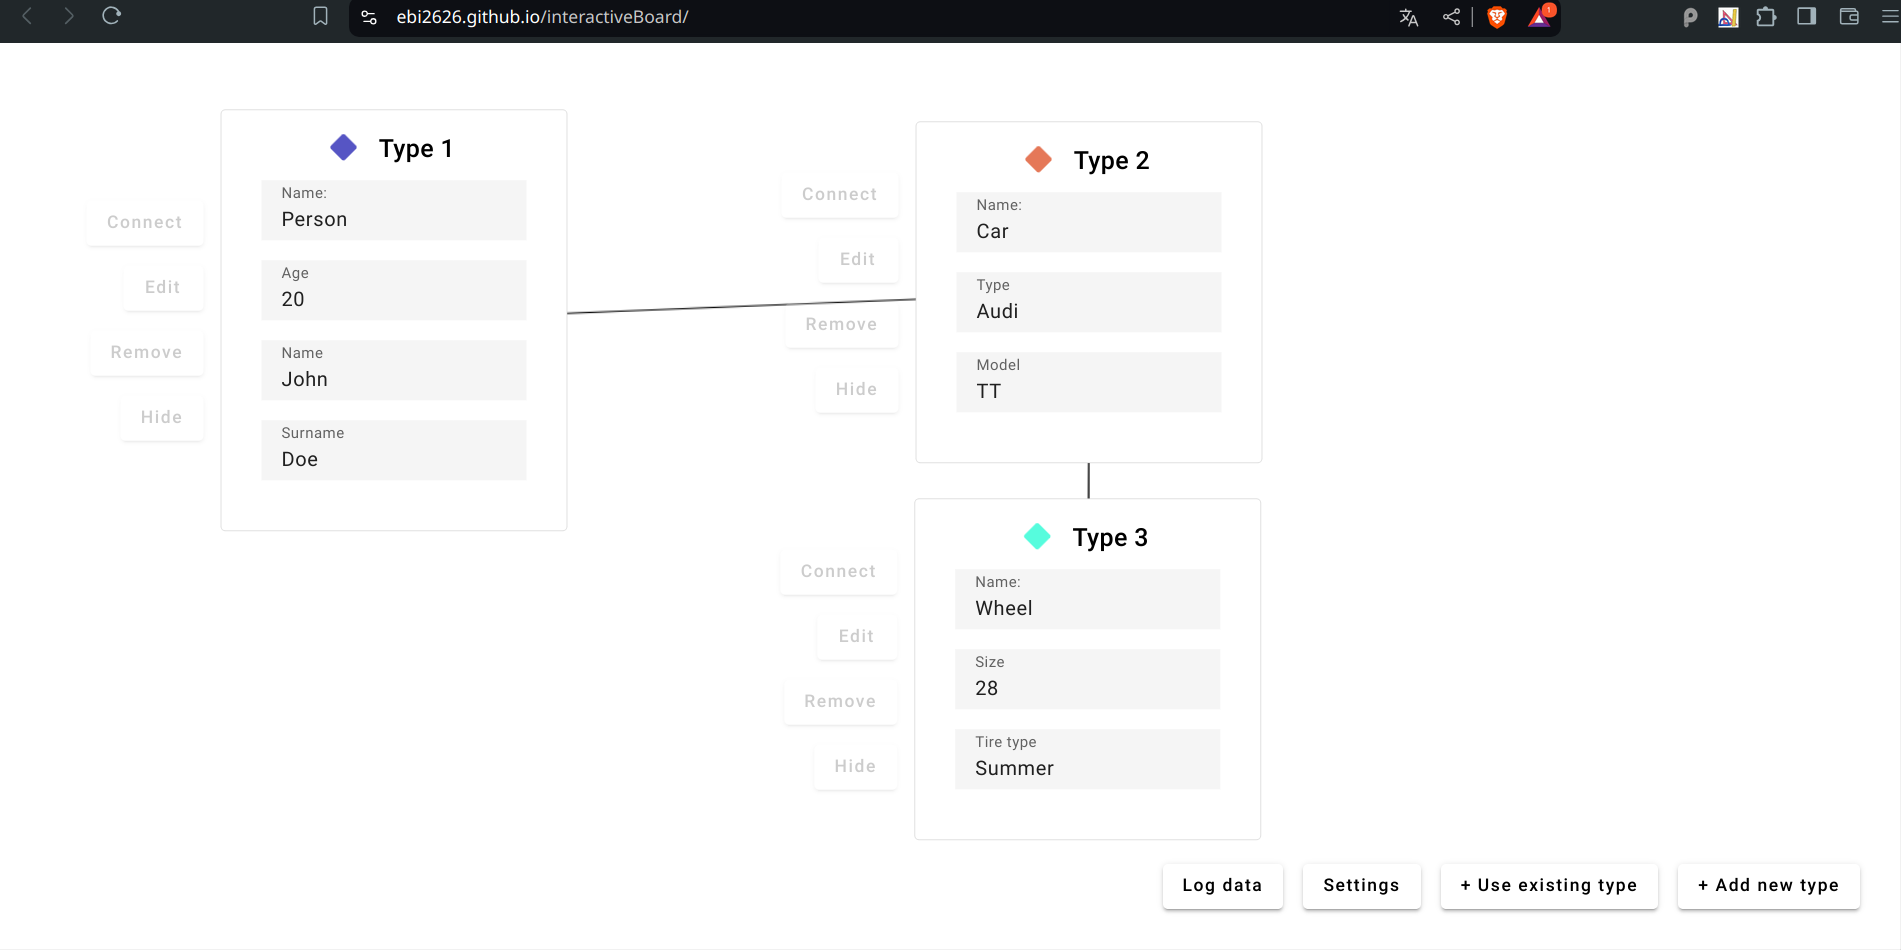 ebi2626.github.io/interactiveBoard/
1
Type 1
Name:
Person
Age
20
Name
John
Surname
Doe
Connect
Edit
Remove
Hide
Type 2
Name:
Car
Type
Audi
Model
TT
Connect
Edit
Remove
Hide
Type 3
Name:
Wheel
Size
28
Tire type
Summer
Connect
Edit
Remove
Hide
Log data
Settings
+ Use existing type
+ Add new type